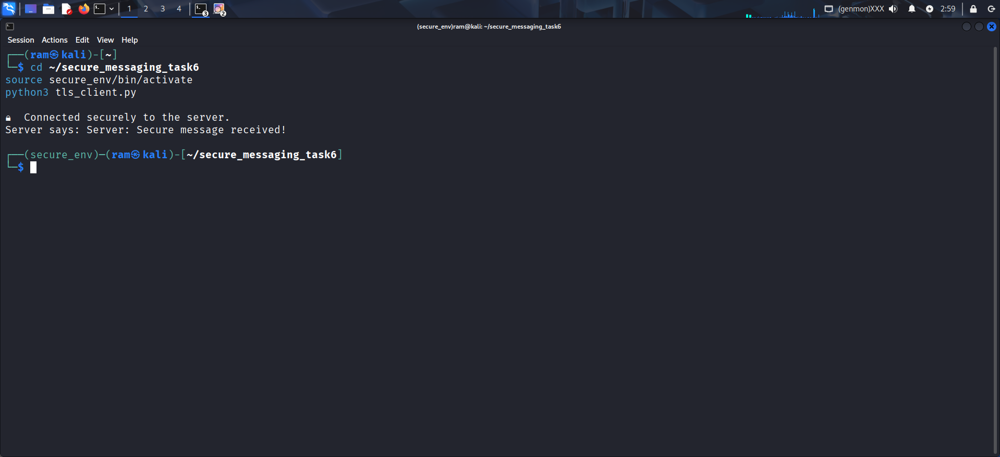 1 2 3 4 3 2 (genmon)XXX 2:59
(secure_env)ram@kali: ~/secure_messaging_task6
Session Actions Edit View Help
┌──(ram㉿kali)-[~]
└─$ cd ~/secure_messaging_task6
source secure_env/bin/activate
python3 tls_client.py
🔒 Connected securely to the server.
Server says: Server: Secure message received!
┌──(secure_env)─(ram㉿kali)-[~/secure_messaging_task6]
└─$